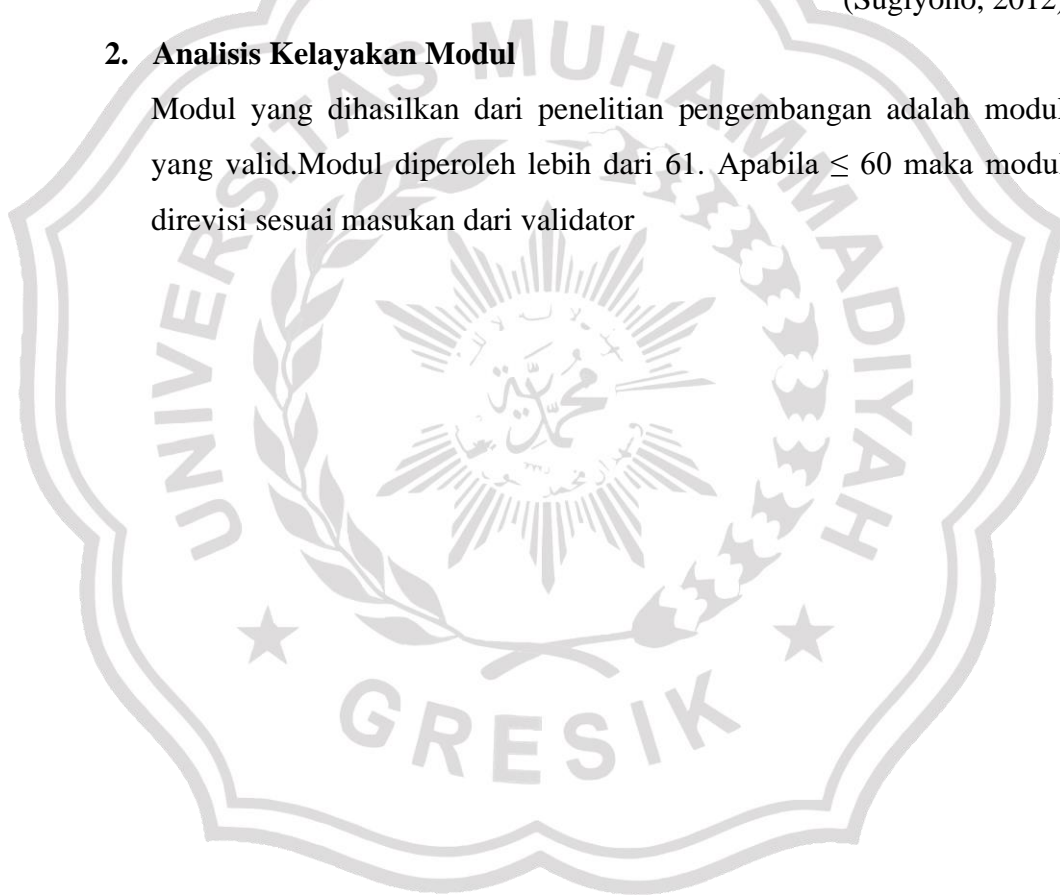 (Sugiyono, 2012)
2. Analisis Kelayakan Modul
Modul yang dihasilkan dari penelitian pengembangan adalah modul
yang valid.Modul diperoleh lebih dari 61. Apabila ≤ 60 maka modul
direvisi sesuai masukan dari validator
UNIVERSITAS MUHAMMADIYAH
GRESIK